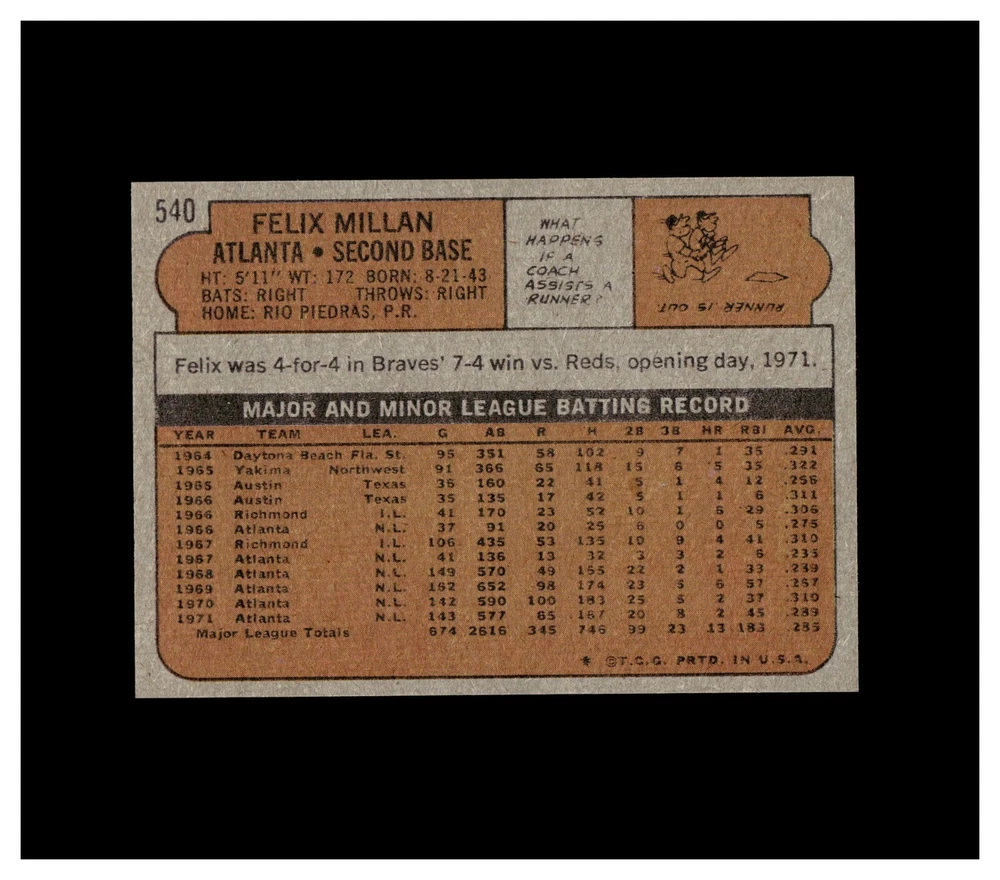 540
FELIX MILLAN
ATLANTA • SECOND BASE
HT: 5'11" WT: 172 BORN: 8-21-43
BATS: RIGHT THROWS: RIGHT
HOME: RIO PIEDRAS, P.R.
WHAT
HAPPENS
IF A
COACH
ASSISTS A
RUNNER?
RUNNER IS OUT.
Felix was 4-for-4 in Braves' 7-4 win vs. Reds, opening day, 1971.
MAJOR AND MINOR LEAGUE BATTING RECORD
YEAR TEAM LEA. G AB R H 2B 3B HR RBI AVG.
1964 Daytona Beach Fla. St. 95 351 58 102 9 7 1 35 .291
1965 Yakima Northwest 91 366 65 118 15 6 5 35 .322
1965 Austin Texas 36 160 22 41 5 1 4 12 .256
1966 Austin Texas 35 135 17 42 5 1 1 6 .311
1966 Richmond I.L. 41 170 23 52 10 1 6 29 .306
1966 Atlanta N.L. 37 91 20 25 6 0 0 5 .275
1967 Richmond I.L. 106 435 53 135 10 9 4 41 .310
1967 Atlanta N.L. 41 136 13 32 3 3 2 6 .235
1968 Atlanta N.L. 149 570 49 165 22 2 1 33 .289
1969 Atlanta N.L. 162 652 98 174 23 5 6 57 .267
1970 Atlanta N.L. 142 590 100 183 25 5 2 37 .310
1971 Atlanta N.L. 143 577 65 167 20 8 2 45 .289
Major League Totals 674 2616 345 746 99 23 13 183 .285
* ©T.C.G. PRTD. IN U.S.A.